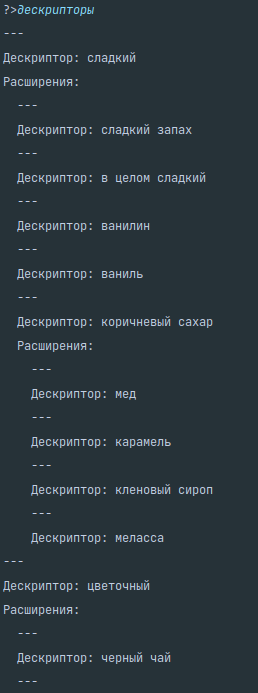 ?>дескрипторы
---
Дескриптор: сладкий
Расширения:
---
Дескриптор: сладкий запах
---
Дескриптор: в целом сладкий
---
Дескриптор: ванилин
---
Дескриптор: ваниль
---
Дескриптор: коричневый сахар
Расширения:
---
Дескриптор: мед
---
Дескриптор: карамель
---
Дескриптор: кленовый сироп
---
Дескриптор: меласса
---
Дескриптор: цветочный
Расширения:
---
Дескриптор: черный чай
---